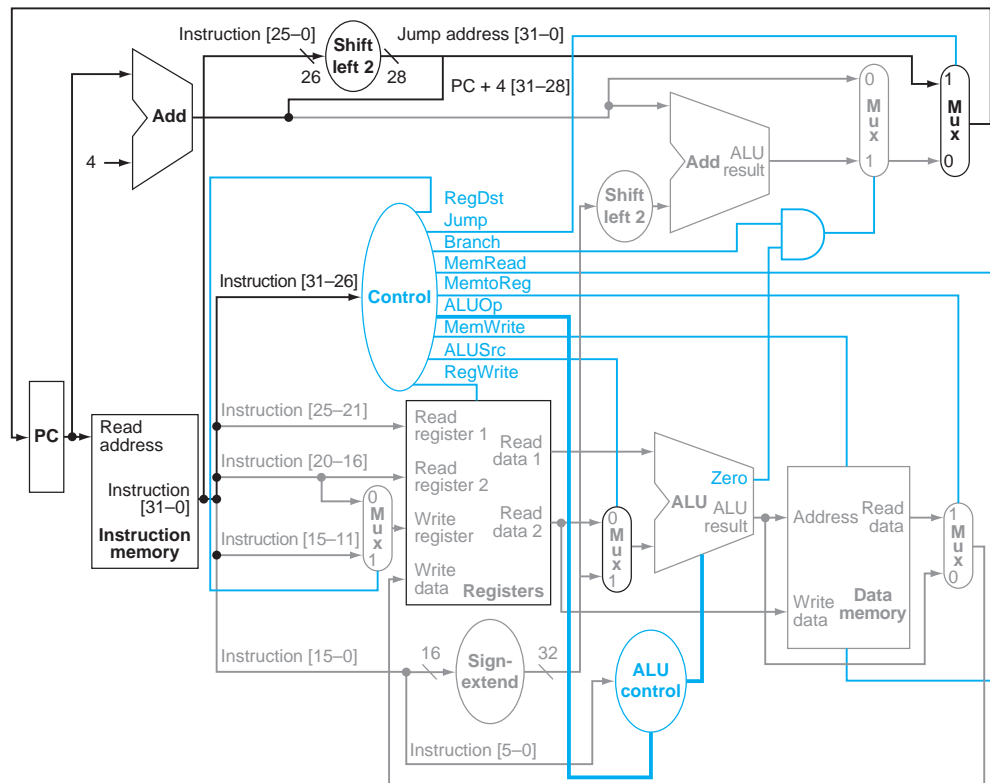 Instruction [25–0]
Shift
left 2
Jump address [31–0]
26
28
PC + 4 [31–28]
Add
4
0
M
u
x
1
1
M
u
x
0
Add
ALU
result
Shift
left 2
RegDst
Jump
Branch
MemRead
MemtoReg
ALUOp
MemWrite
ALUSrc
RegWrite
Instruction [31–26]
Control
PC
Read
address
Instruction
[31–0]
Instruction
memory
Instruction [25–21]
Instruction [20–16]
Instruction [15–11]
0
M
u
x
1
Read
register 1
Read
register 2
Write
register
Write
data
Read
data 1
Read
data 2
Registers
0
M
u
x
1
Zero
ALU
ALU
result
Address
Read
data
Write
data
Data
memory
1
M
u
x
0
Instruction [15–0]
16
Sign-
extend
32
ALU
control
Instruction [5–0]